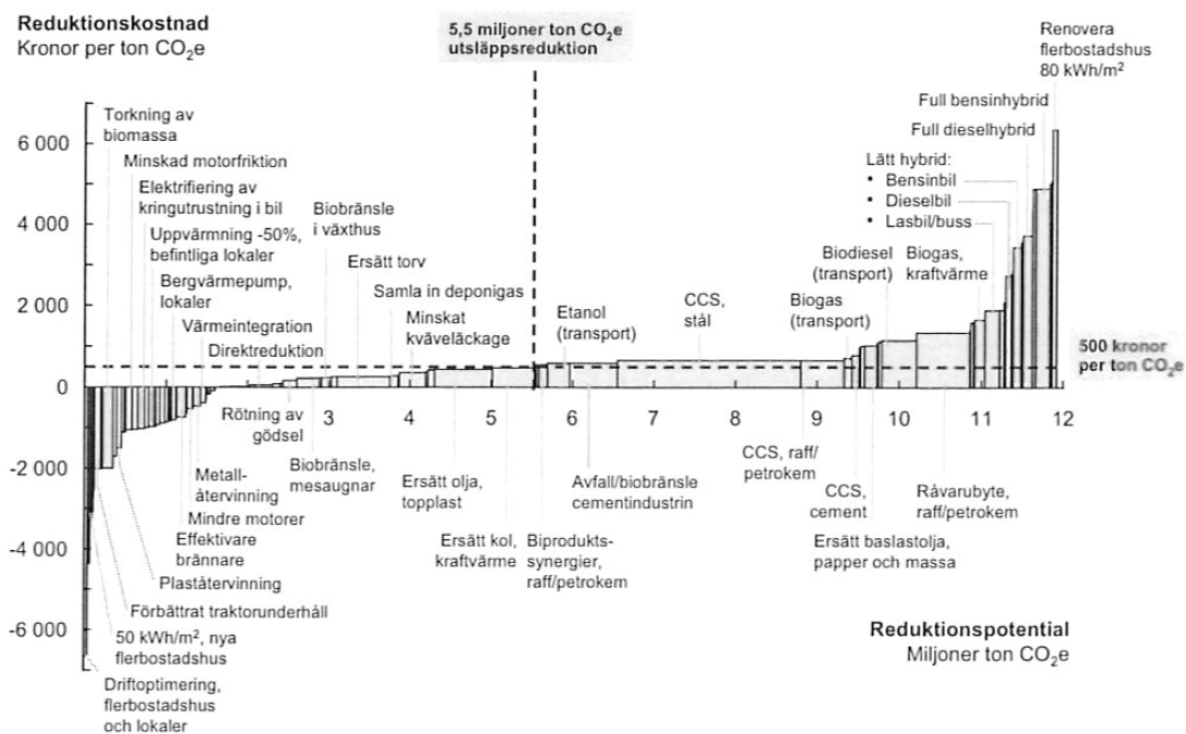 Reduktionskostnad
Kronor per ton CO₂e
5,5 miljoner ton CO₂e
utsläppsreduktion
Renovera
flerbostadshus
80 kWh/m²
Full bensinhybrid
Full dieselhybrid
Lätt hybrid:
• Bensinbil
• Dieselbil
• Lasbil/buss
6 000
4 000
2 000
0
-2 000
-4 000
-6 000
Torkning av
biomassa
Minskad motorfriktion
Elektrifiering av
kringutrustning i bil
Uppvärmning -50%,
befintliga lokaler
Bergvärmepump,
lokaler
Värmeintegration
Direktreduktion
Biobränsle
i växthus
Ersätt torv
Samla in deponigas
Minskat
kväveläckage
Etanol
(transport)
CCS,
stål
Biogas
(transport)
Biodiesel
(transport)
Biogas,
kraftvärme
500 kronor
per ton CO₂e
3
4
5
6
7
8
9
10
11
12
Rötning av
gödsel
Biobränsle,
mesaugnar
Metall-
återvinning
Mindre motorer
Effektivare
brännare
Plaståtervinning
Förbättrat traktorunderhåll
50 kWh/m², nya
flerbostadshus
Driftoptimering,
flerbostadshus
och lokaler
Ersätt olja,
topplast
Ersätt kol,
kraftvärme
Biprodukts-
synergier,
raff/petrokem
Avfall/biobränsle
cementindustrin
CCS, raff/
petrokem
CCS,
cement
Ersätt baslastolja,
papper och massa
Råvarubyte,
raff/petrokem
Reduktionspotential
Miljoner ton CO₂e